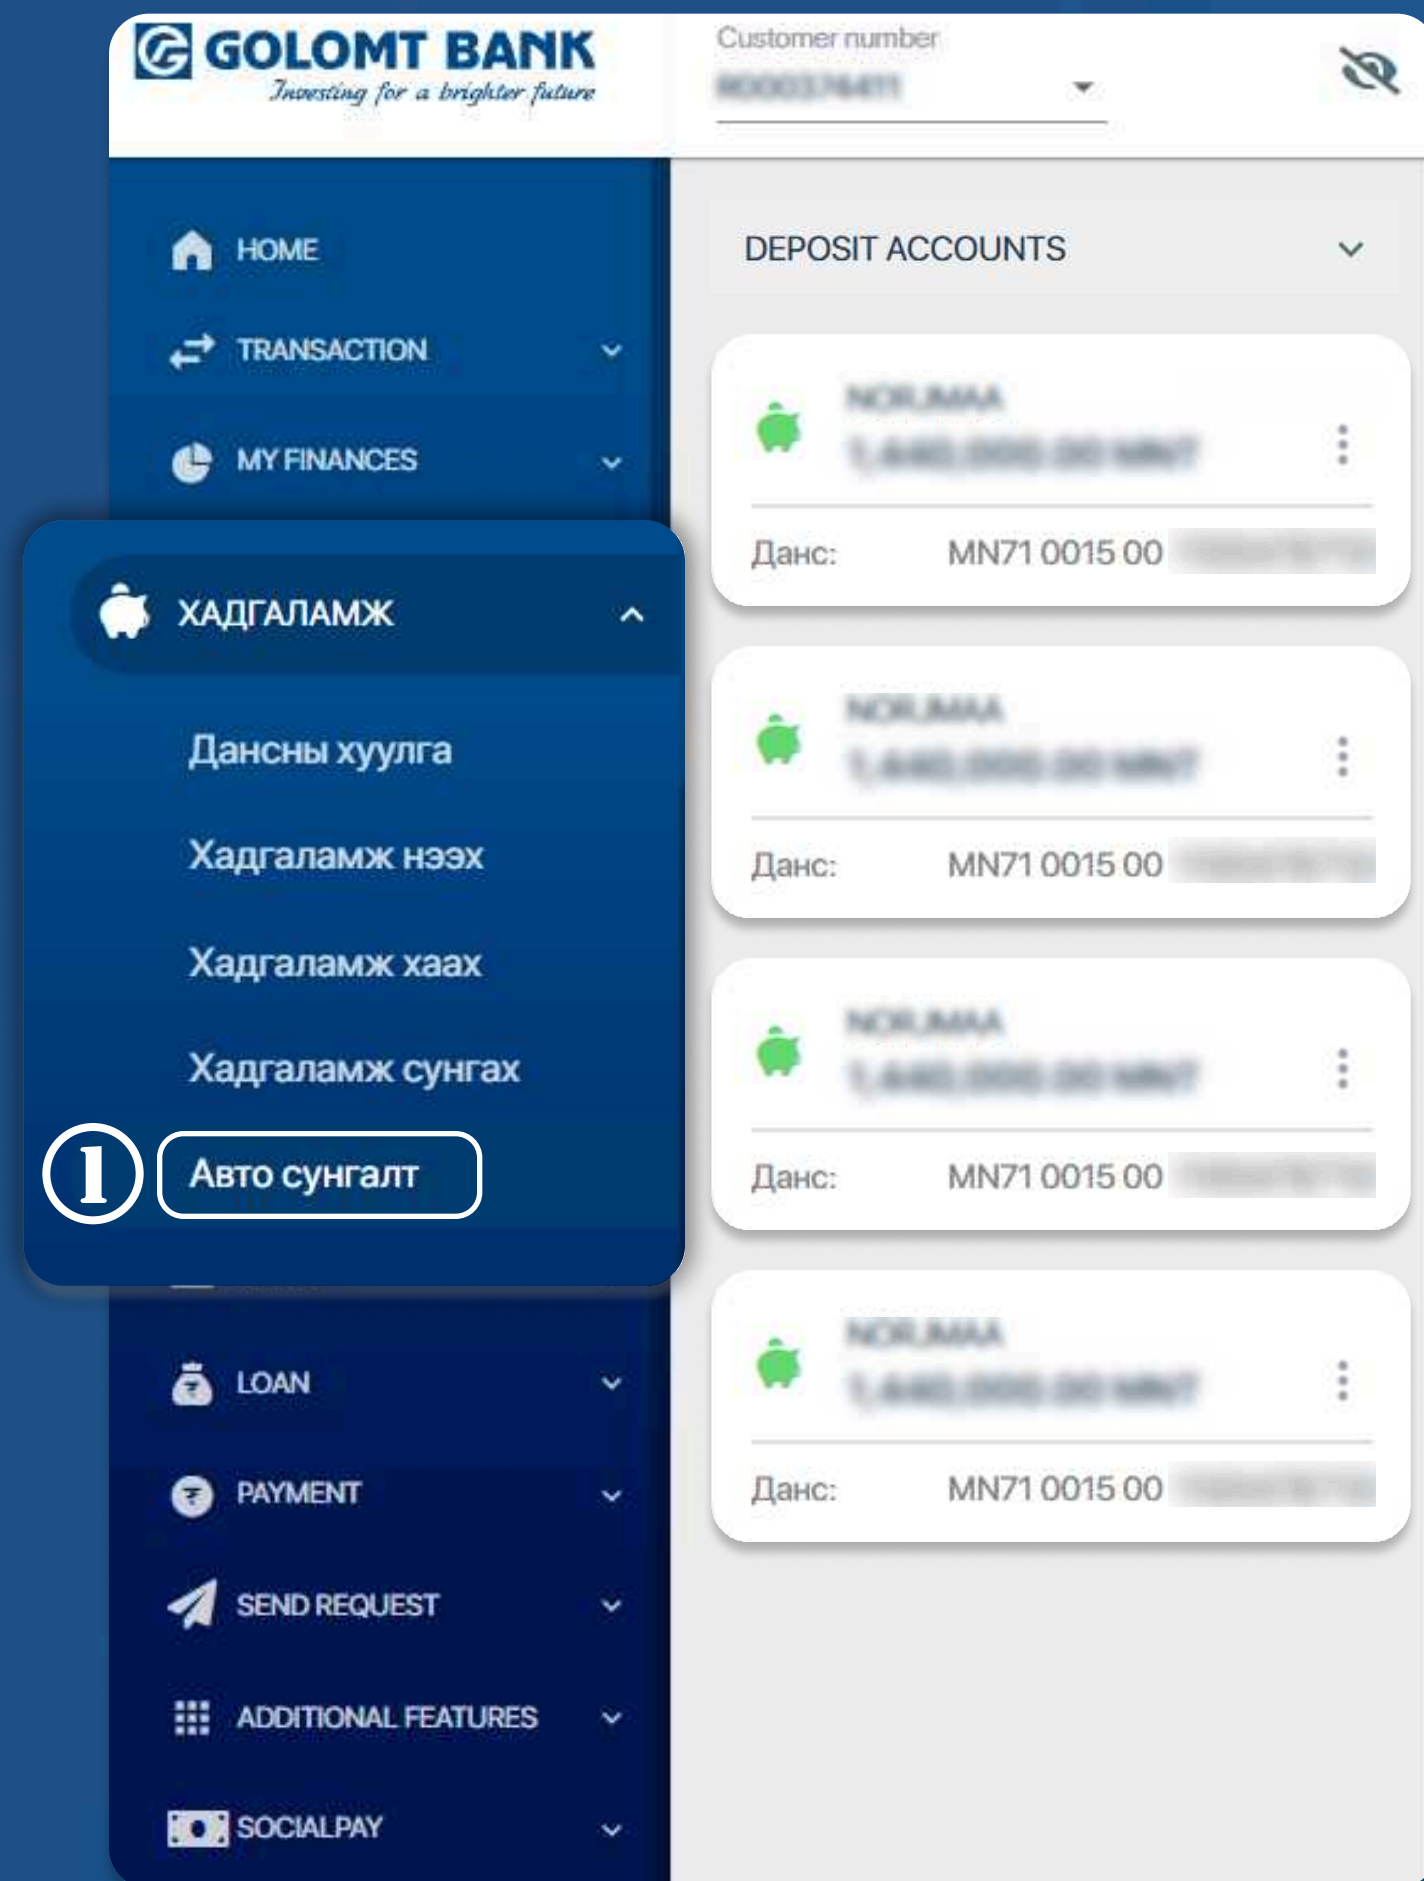 GOLOMT BANK
Investing for a brighter future
Customer number
HOME
TRANSACTION
MY FINANCES
ХАДГАЛАМЖ
Дансны хуулга
Хадгаламж нээх
Хадгаламж хаах
Хадгаламж сунгах
1
Авто сунгалт
LOAN
PAYMENT
SEND REQUEST
ADDITIONAL FEATURES
SOCIALPAY
DEPOSIT ACCOUNTS
Данс: MN71 0015 00
Данс: MN71 0015 00
Данс: MN71 0015 00
Данс: MN71 0015 00